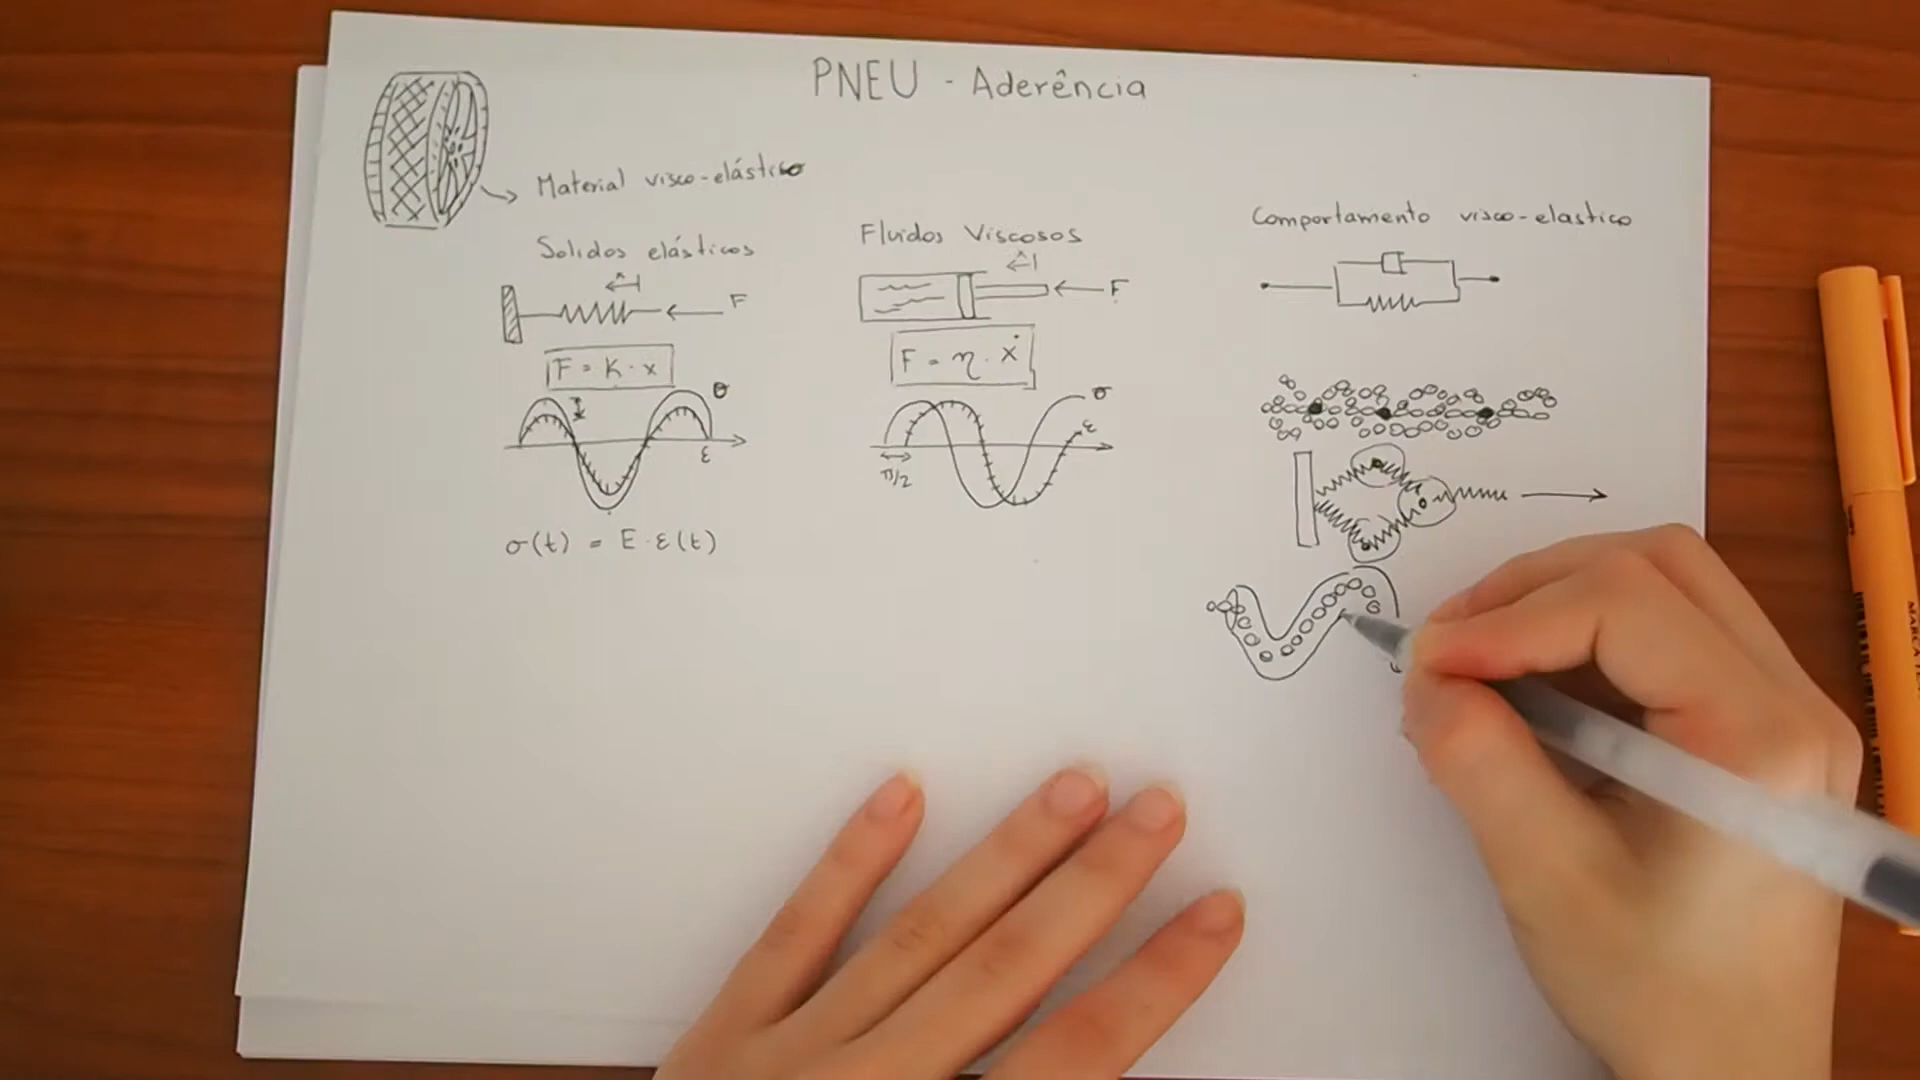 PNEU - Aderência
Material visco-elástico
Solidos elásticos
F
F = K · x
σ
ε
σ(t) = E · ε(t)
Fluidos Viscosos
F
F = η · ẋ
σ
ε
π/2
Comportamento visco-elastico